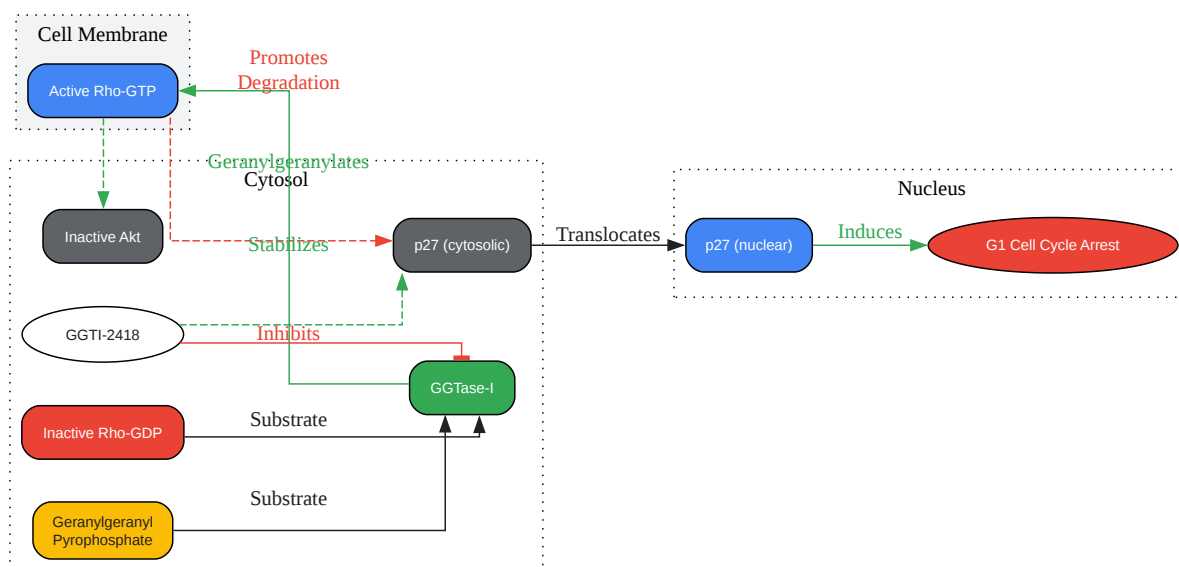 Cell Membrane
Active Rho-GTP
Promotes
Degradation
Geranylgeranylates
Cytosol
Inactive Akt
Stabilizes
p27 (cytosolic)
Translocates
Nucleus
p27 (nuclear)
Induces
G1 Cell Cycle Arrest
GGTI-2418
Inhibits
GGTase-I
Inactive Rho-GDP
Substrate
Substrate
Geranylgeranyl
Pyrophosphate